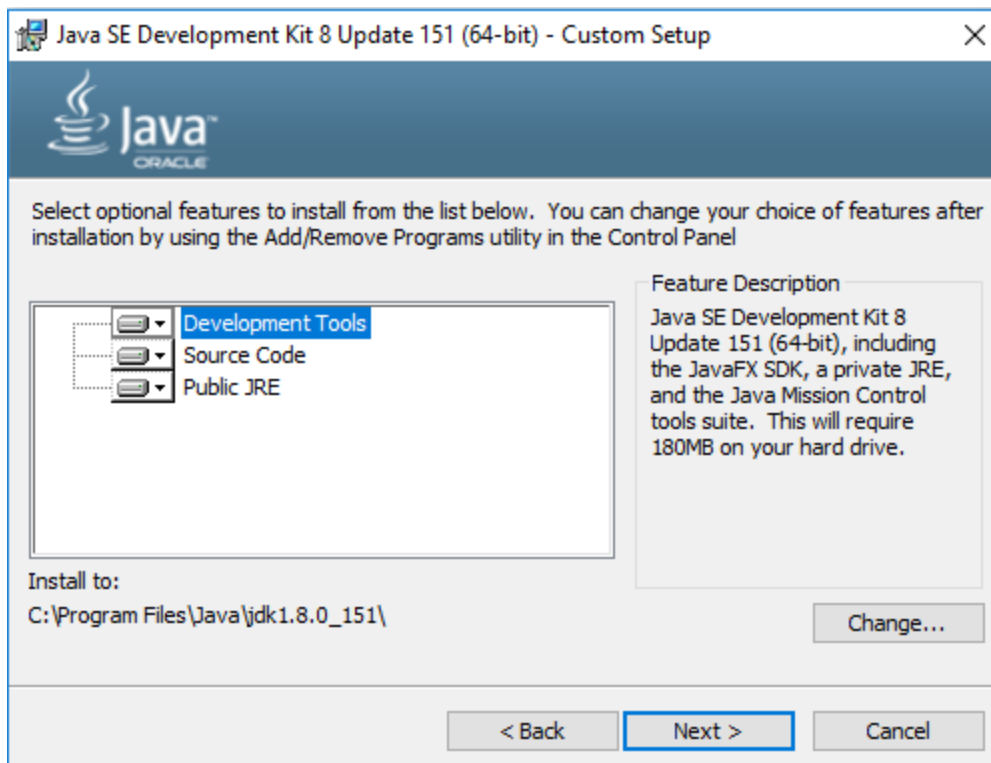 Java SE Development Kit 8 Update 151 (64-bit) - Custom Setup
Java™
ORACLE
Select optional features to install from the list below.  You can change your choice of features after
installation by using the Add/Remove Programs utility in the Control Panel
Development Tools
Source Code
Public JRE
Feature Description
Java SE Development Kit 8
Update 151 (64-bit), including
the JavaFX SDK, a private JRE,
and the Java Mission Control
tools suite.  This will require
180MB on your hard drive.
Install to:
C:\Program Files\Java\jdk1.8.0_151\
Change...
< Back
Next >
Cancel